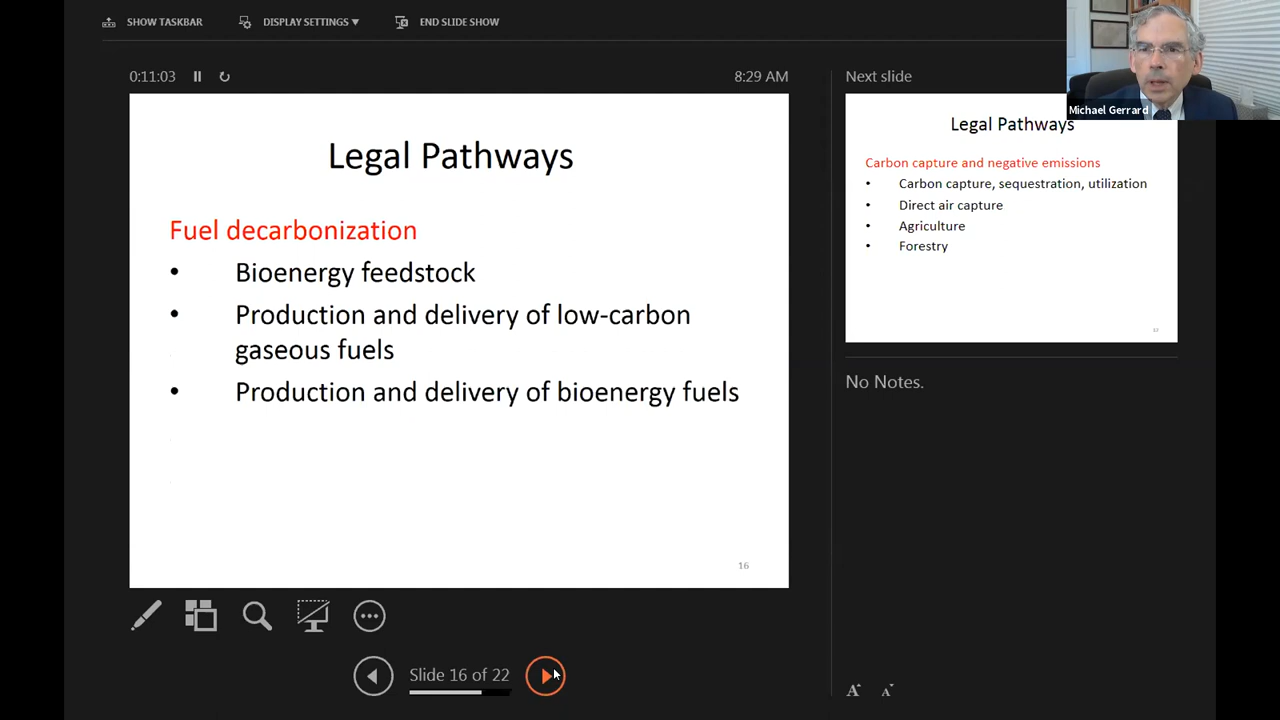 SHOW TASKBAR
DISPLAY SETTINGS ▼
END SLIDE SHOW
Michael Gerrard
0:11:03
8:29 AM
Legal Pathways
Fuel decarbonization
• Bioenergy feedstock
• Production and delivery of low-carbon
gaseous fuels
• Production and delivery of bioenergy fuels
16
Slide 16 of 22
Next slide
Legal Pathways
Carbon capture and negative emissions
• Carbon capture, sequestration, utilization
• Direct air capture
• Agriculture
• Forestry
No Notes.
A
A